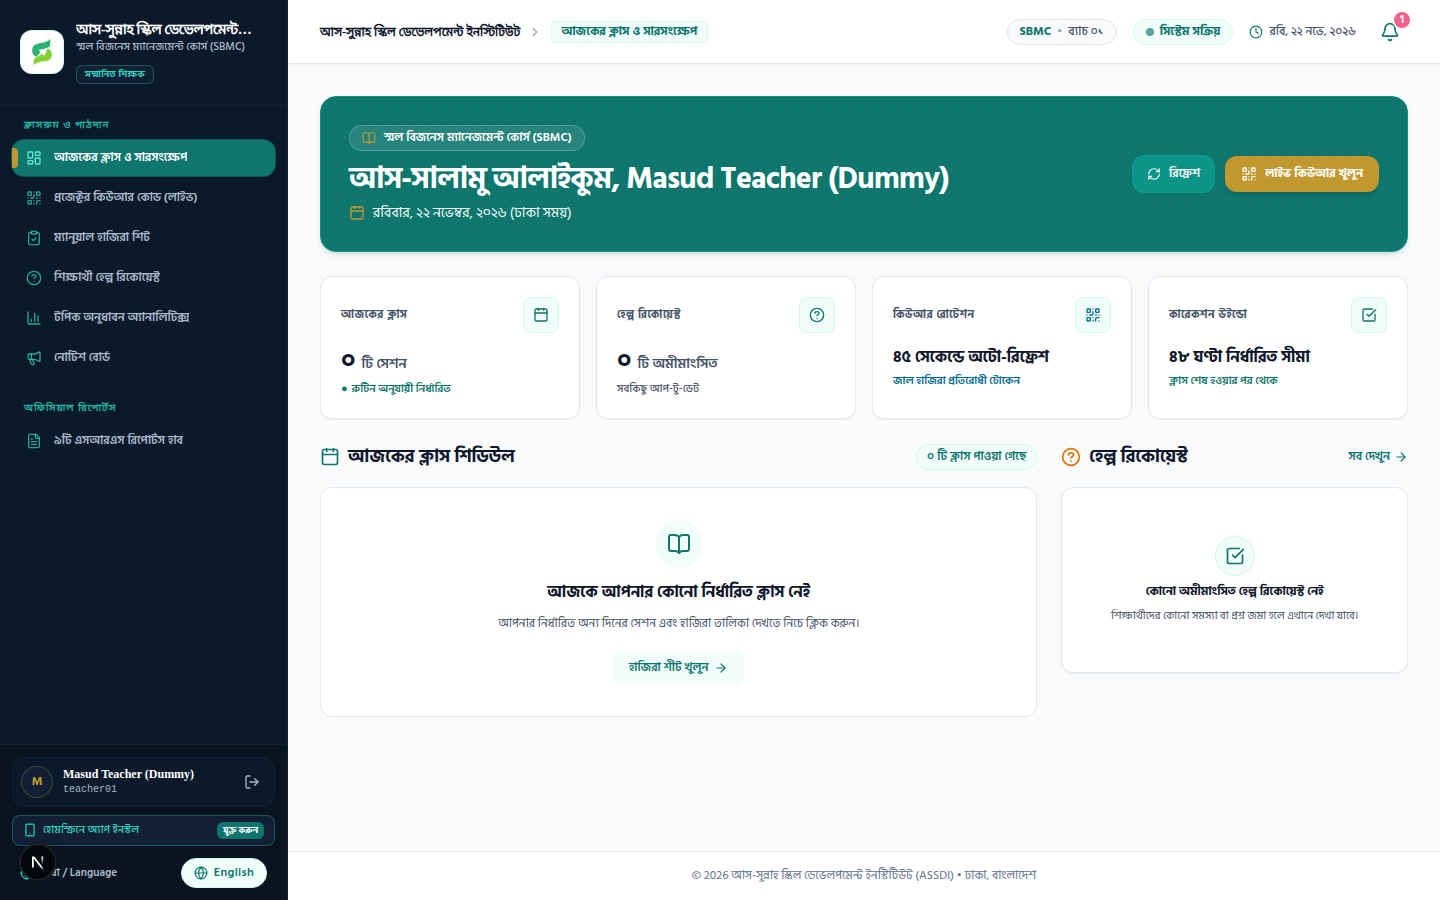 আস-সুন্নাহ স্কিল ডেভেলপমেন্ট...
স্মল বিজনেস ম্যানেজমেন্ট কোর্স (SBMC)
সম্মানিত শিক্ষক
ক্লাসরুম ও পাঠদান
আজকের ক্লাস ও সারসংক্ষেপ
প্রজেক্টর কিউআর কোড (লাইভ)
ম্যানুয়াল হাজিরা শিট
শিক্ষার্থী হেল্প রিকোয়েস্ট
টপিক অনুধাবন অ্যানালিটিক্স
নোটিশ বোর্ড
অফিসিয়াল রিপোর্টস
৯টি এসআরএস রিপোর্টস হাব
M
Masud Teacher (Dummy)
teacher01
হোমস্ক্রিনে অ্যাপ ইনস্টল
যুক্ত করুন
N
/ Language
English
আস-সুন্নাহ স্কিল ডেভেলপমেন্ট ইনস্টিটিউট
আজকের ক্লাস ও সারসংক্ষেপ
SBMC • ব্যাচ ০১
সিস্টেম সক্রিয়
রবি, ২২ নভে, ২০২৬
1
স্মল বিজনেস ম্যানেজমেন্ট কোর্স (SBMC)
আস-সালামু আলাইকুম, Masud Teacher (Dummy)
রবিবার, ২২ নভেম্বর, ২০২৬ (ঢাকা সময়)
রিফ্রেশ
লাইভ কিউআর খুলুন
আজকের ক্লাস
০ টি সেশন
● রুটিন অনুযায়ী নির্ধারিত
হেল্প রিকোয়েস্ট
০ টি অমীমাংসিত
সবকিছু আপ-টু-ডেট
কিউআর রোটেশন
৪৫ সেকেন্ডে অটো-রিফ্রেশ
জাল হাজিরা প্রতিরোধী টোকেন
কারেকশন উইন্ডো
৪৮ ঘণ্টা নির্ধারিত সীমা
ক্লাস শেষ হওয়ার পর থেকে
আজকের ক্লাস শিডিউল
০ টি ক্লাস পাওয়া গেছে
আজকে আপনার কোনো নির্ধারিত ক্লাস নেই
আপনার নির্ধারিত অন্য দিনের সেশন এবং হাজিরা তালিকা দেখতে নিচে ক্লিক করুন।
হাজিরা শীট খুলুন →
হেল্প রিকোয়েস্ট
সব দেখুন →
কোনো অমীমাংসিত হেল্প রিকোয়েস্ট নেই
শিক্ষার্থীদের কোনো সমস্যা বা প্রশ্ন জমা হলে এখানে দেখা যাবে।
© 2026 আস-সুন্নাহ স্কিল ডেভেলপমেন্ট ইনস্টিটিউট (ASSDI) • ঢাকা, বাংলাদেশ